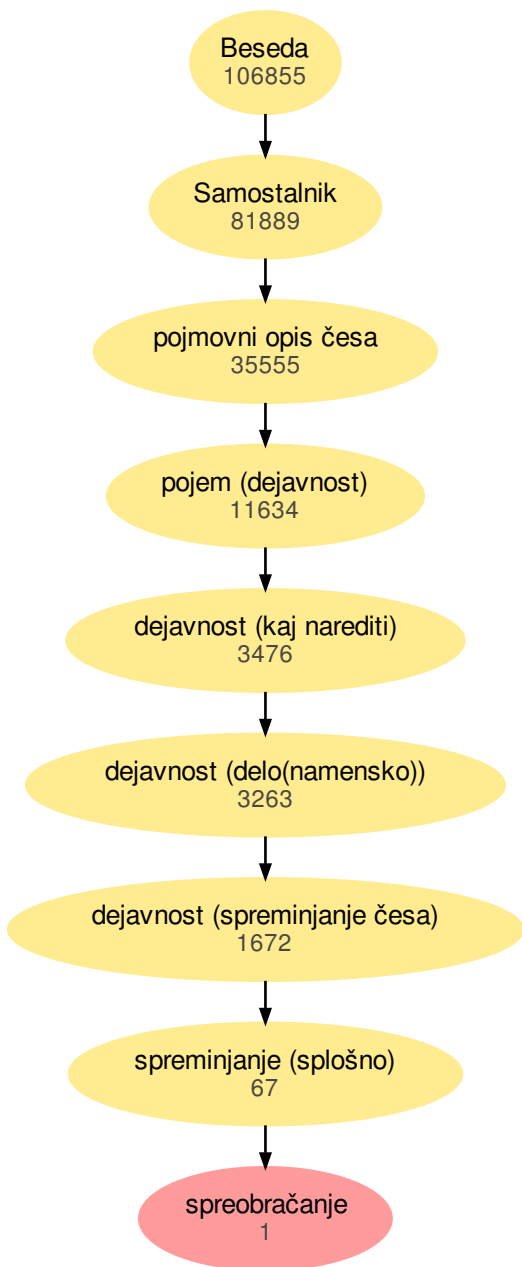 Beseda
106855
Samostalnik
81889
pojmovni opis česa
35555
pojem (dejavnost)
11634
dejavnost (kaj narediti)
3476
dejavnost (delo(namensko))
3263
dejavnost (spreminjanje česa)
1672
spreminjanje (splošno)
67
spreobračanje
1